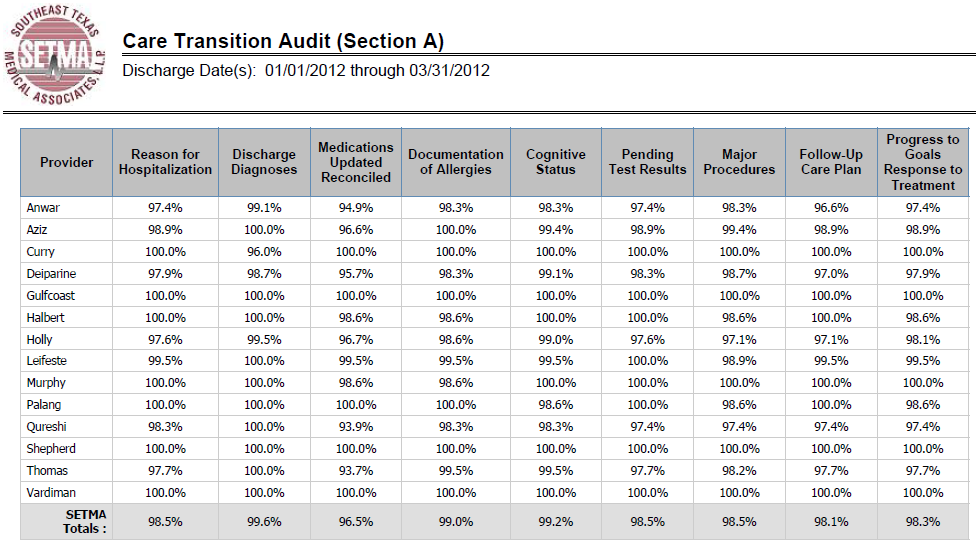 SOUTHEAST TEXAS
SETMA
MEDICAL ASSOCIATES, L.L.P.
Care Transition Audit (Section A)
Discharge Date(s): 01/01/2012 through 03/31/2012
Provider Reason for Hospitalization Discharge Diagnoses Medications Updated Reconciled Documentation of Allergies Cognitive Status Pending Test Results Major Procedures Follow-Up Care Plan Progress to Goals Response to Treatment
Anwar 97.4% 99.1% 94.9% 98.3% 98.3% 97.4% 98.3% 96.6% 97.4%
Aziz 98.9% 100.0% 96.6% 100.0% 99.4% 98.9% 99.4% 98.9% 98.9%
Curry 100.0% 96.0% 100.0% 100.0% 100.0% 100.0% 100.0% 100.0% 100.0%
Deiparine 97.9% 98.7% 95.7% 98.3% 99.1% 98.3% 98.7% 97.0% 97.9%
Gulfcoast 100.0% 100.0% 100.0% 100.0% 100.0% 100.0% 100.0% 100.0% 100.0%
Halbert 100.0% 100.0% 98.6% 98.6% 100.0% 100.0% 98.6% 100.0% 98.6%
Holly 97.6% 99.5% 96.7% 98.6% 99.0% 97.6% 97.1% 97.1% 98.1%
Leifeste 99.5% 100.0% 99.5% 99.5% 99.5% 100.0% 98.9% 99.5% 99.5%
Murphy 100.0% 100.0% 98.6% 98.6% 100.0% 100.0% 100.0% 100.0% 100.0%
Palang 100.0% 100.0% 100.0% 100.0% 98.6% 100.0% 98.6% 100.0% 98.6%
Qureshi 98.3% 100.0% 93.9% 98.3% 98.3% 97.4% 97.4% 97.4% 97.4%
Shepherd 100.0% 100.0% 100.0% 100.0% 100.0% 100.0% 100.0% 100.0% 100.0%
Thomas 97.7% 100.0% 93.7% 99.5% 99.5% 97.7% 98.2% 97.7% 97.7%
Vardiman 100.0% 100.0% 100.0% 100.0% 100.0% 100.0% 100.0% 100.0% 100.0%
SETMA Totals : 98.5% 99.6% 96.5% 99.0% 99.2% 98.5% 98.5% 98.1% 98.3%